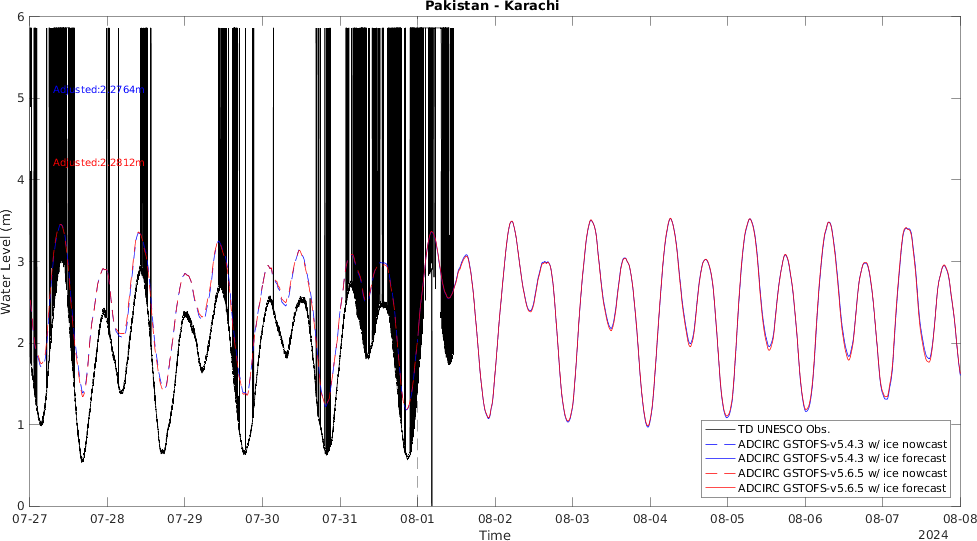 Pakistan - Karachi
6
5
4
3
2
1
0
Water Level (m)
Adjusted:2.2764m
Adjusted:2.2812m
TD UNESCO Obs.
ADCIRC GSTOFS-v5.4.3 w/ ice nowcast
ADCIRC GSTOFS-v5.4.3 w/ ice forecast
ADCIRC GSTOFS-v5.6.5 w/ ice nowcast
ADCIRC GSTOFS-v5.6.5 w/ ice forecast
07-27 07-28 07-29 07-30 07-31 08-01 08-02 08-03 08-04 08-05 08-06 08-07 08-08
Time
2024